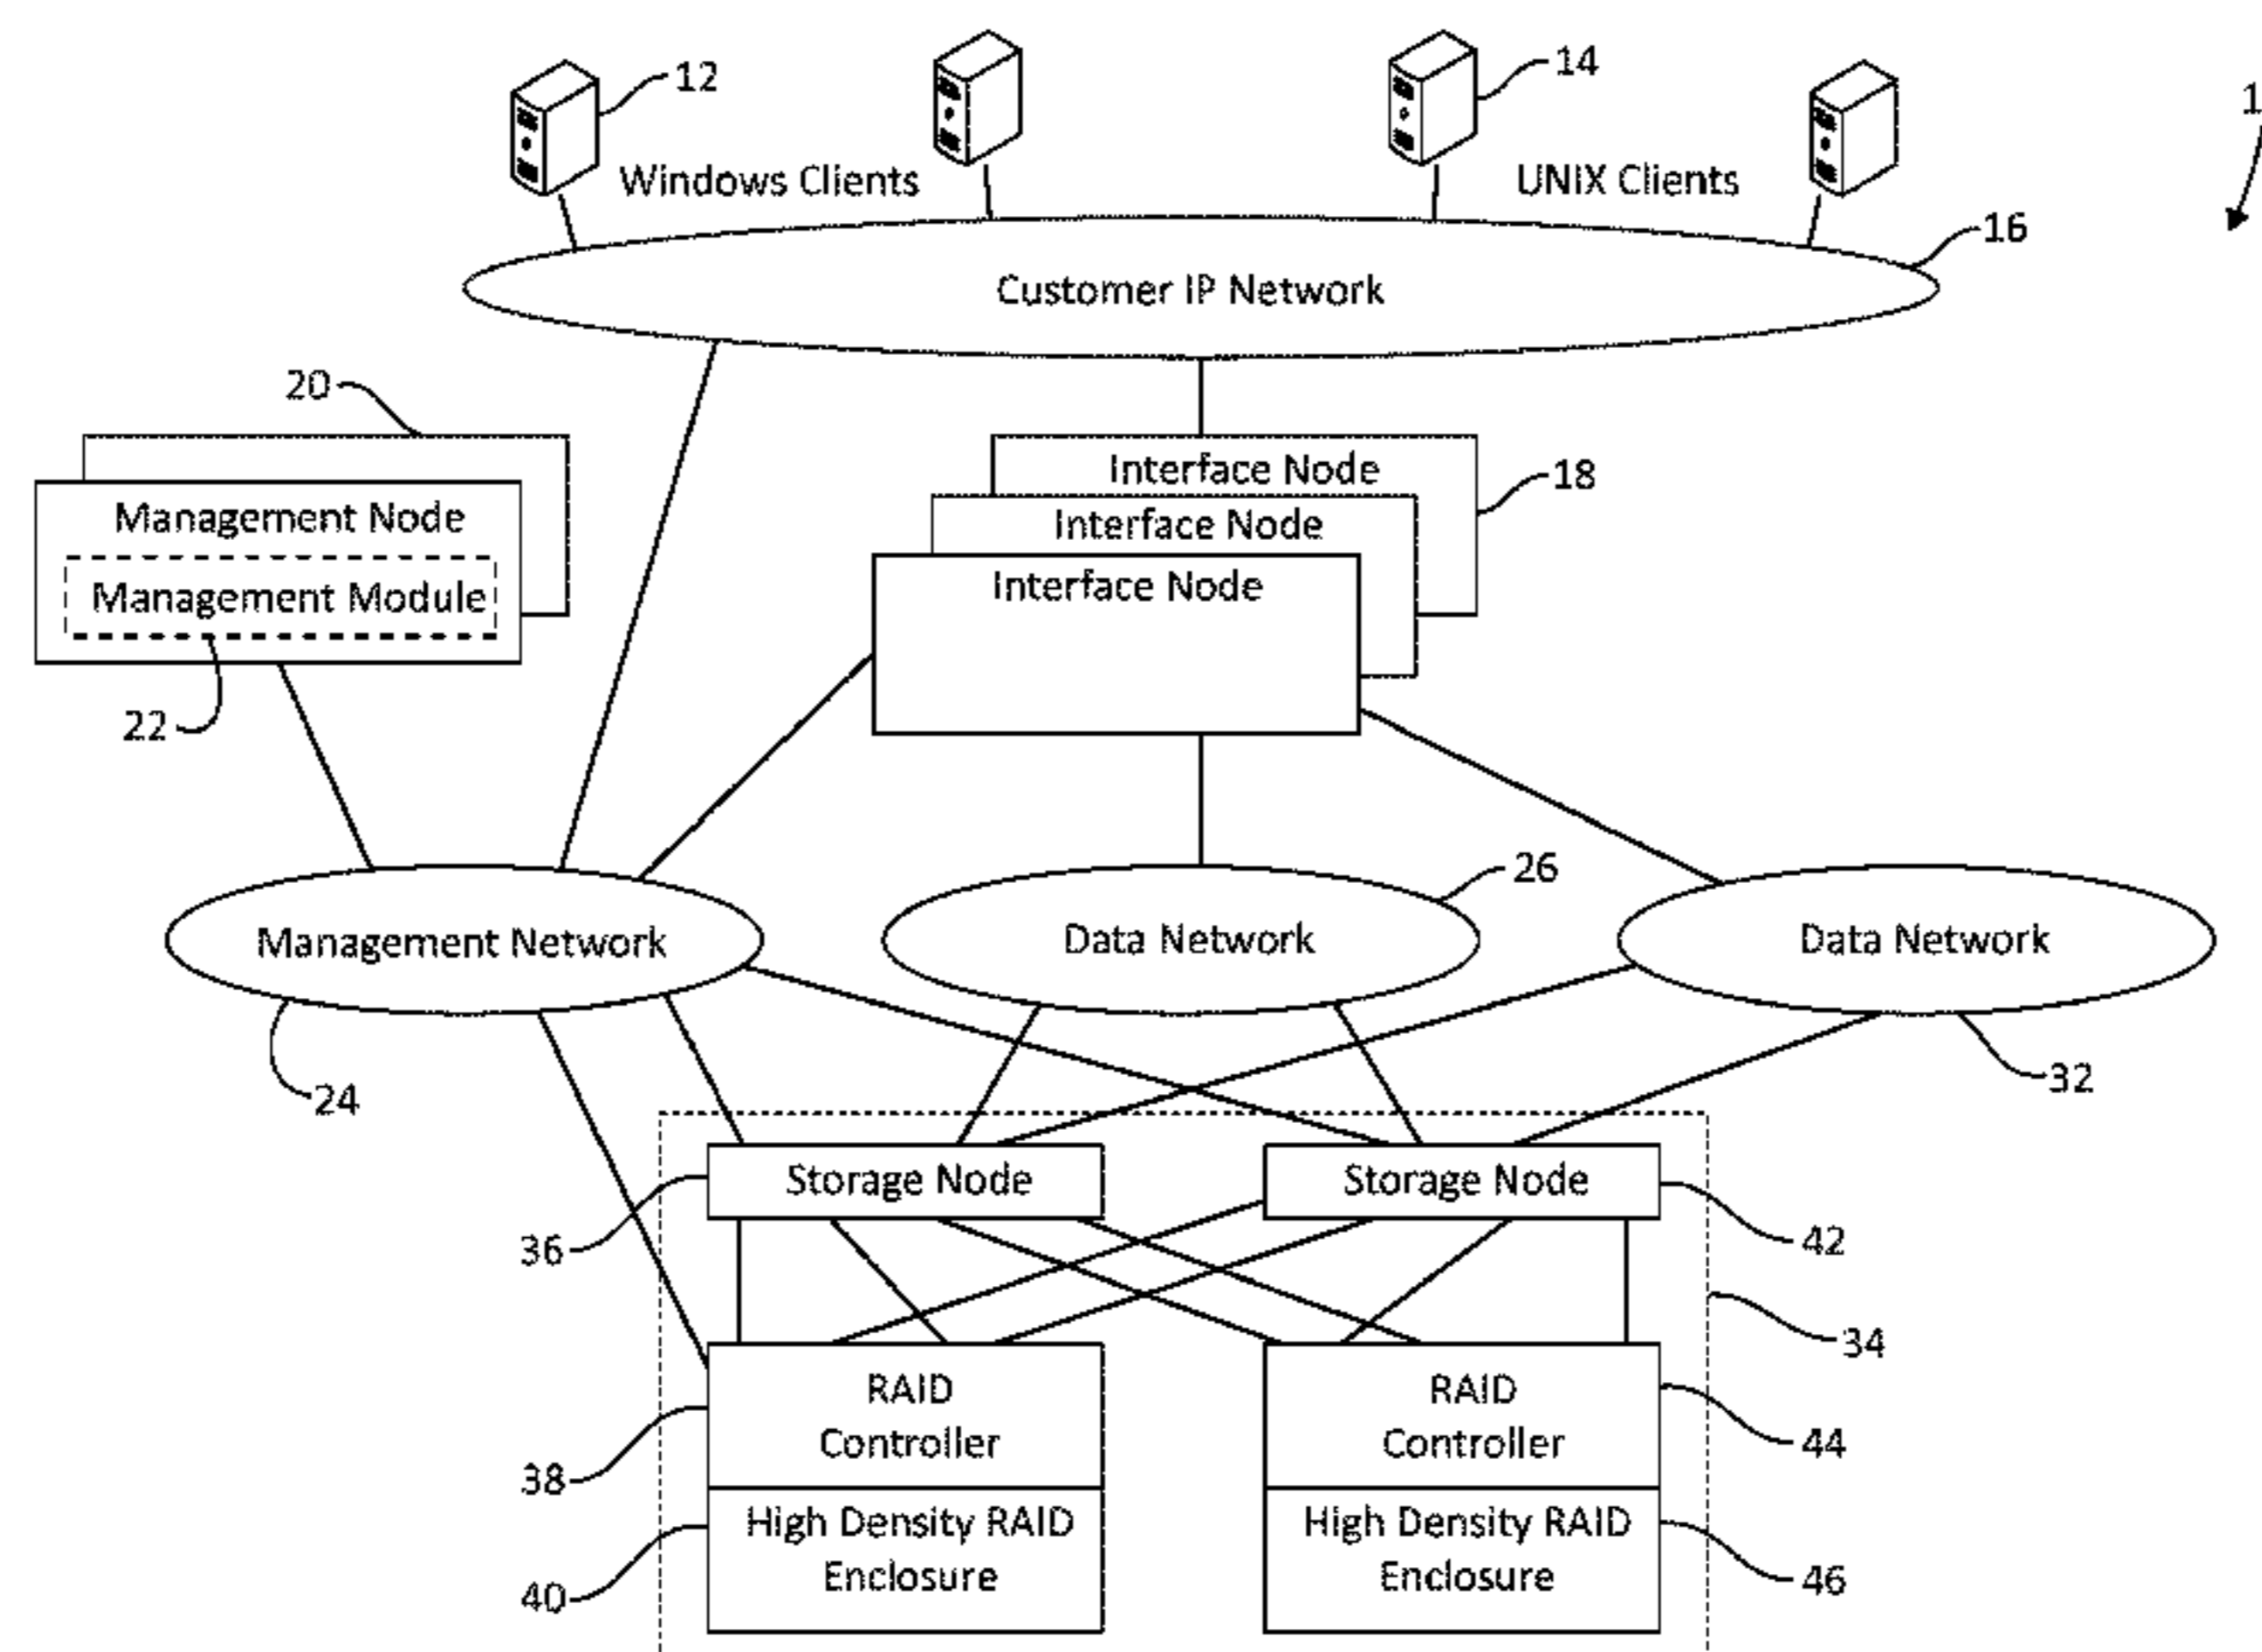 12
14
1
Windows Clients
UNIX Clients
16
Customer IP Network
20
Interface Node
18
Management Node
Interface Node
Management Module
Interface Node
22
26
Management Network
Data Network
Data Network
24
32
Storage Node
Storage Node
36
42
34
RAID
Controller
RAID
Controller
38
44
High Density RAID
Enclosure
High Density RAID
Enclosure
40
46